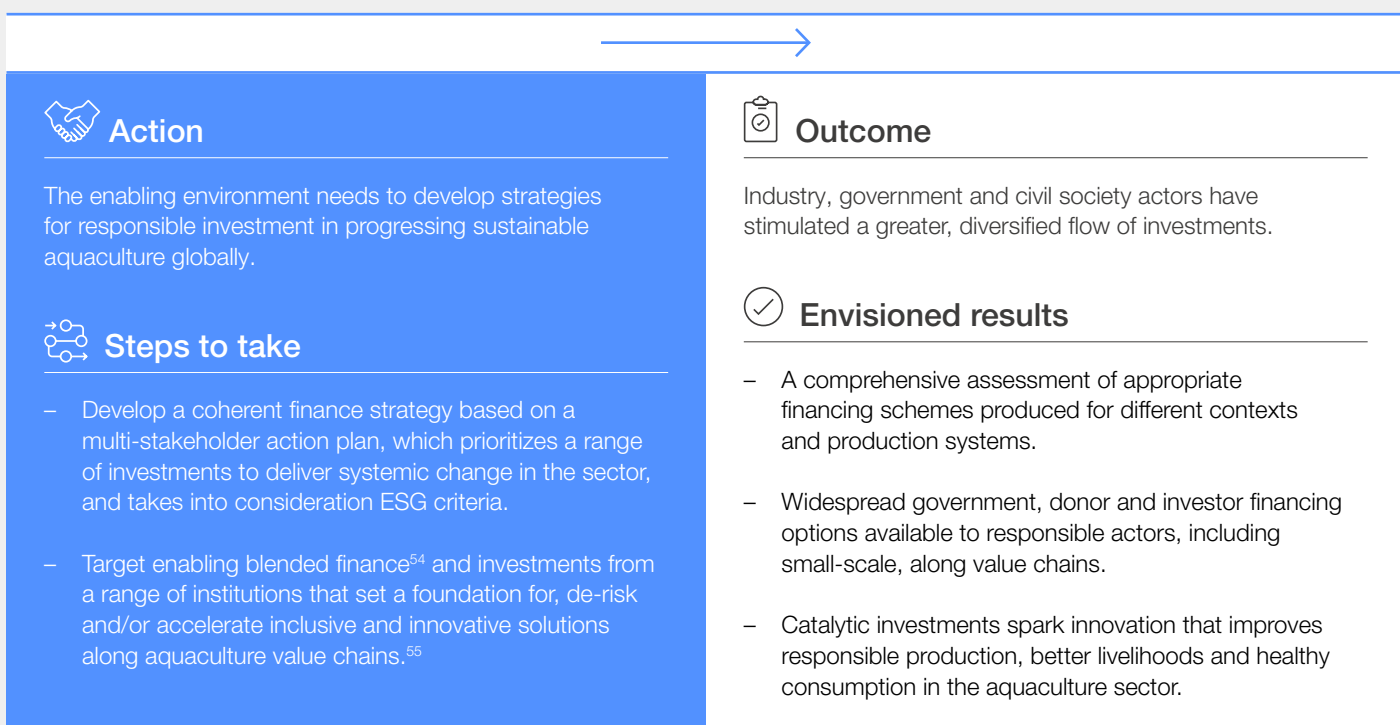 Action
The enabling environment needs to develop strategies
for responsible investment in progressing sustainable
aquaculture globally.
Steps to take
– Develop a coherent finance strategy based on a
multi-stakeholder action plan, which prioritizes a range
of investments to deliver systemic change in the sector,
and takes into consideration ESG criteria.
– Target enabling blended finance⁵⁴ and investments from
a range of institutions that set a foundation for, de-risk
and/or accelerate inclusive and innovative solutions
along aquaculture value chains.⁵⁵
Outcome
Industry, government and civil society actors have
stimulated a greater, diversified flow of investments.
Envisioned results
– A comprehensive assessment of appropriate
financing schemes produced for different contexts
and production systems.
– Widespread government, donor and investor financing
options available to responsible actors, including
small-scale, along value chains.
– Catalytic investments spark innovation that improves
responsible production, better livelihoods and healthy
consumption in the aquaculture sector.